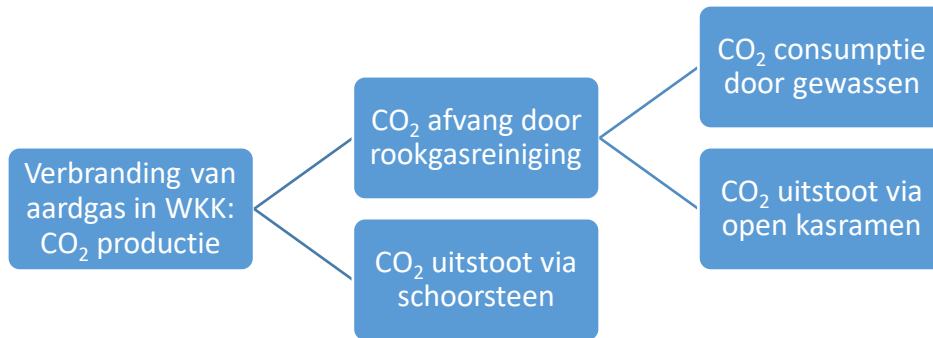 Verbranding van
aardgas in WKK:
CO₂ productie
CO₂ afvang door
rookgasreiniging
CO₂ uitstoot via
schoorsteen
CO₂ consumptie
door gewassen
CO₂ uitstoot via
open kasramen